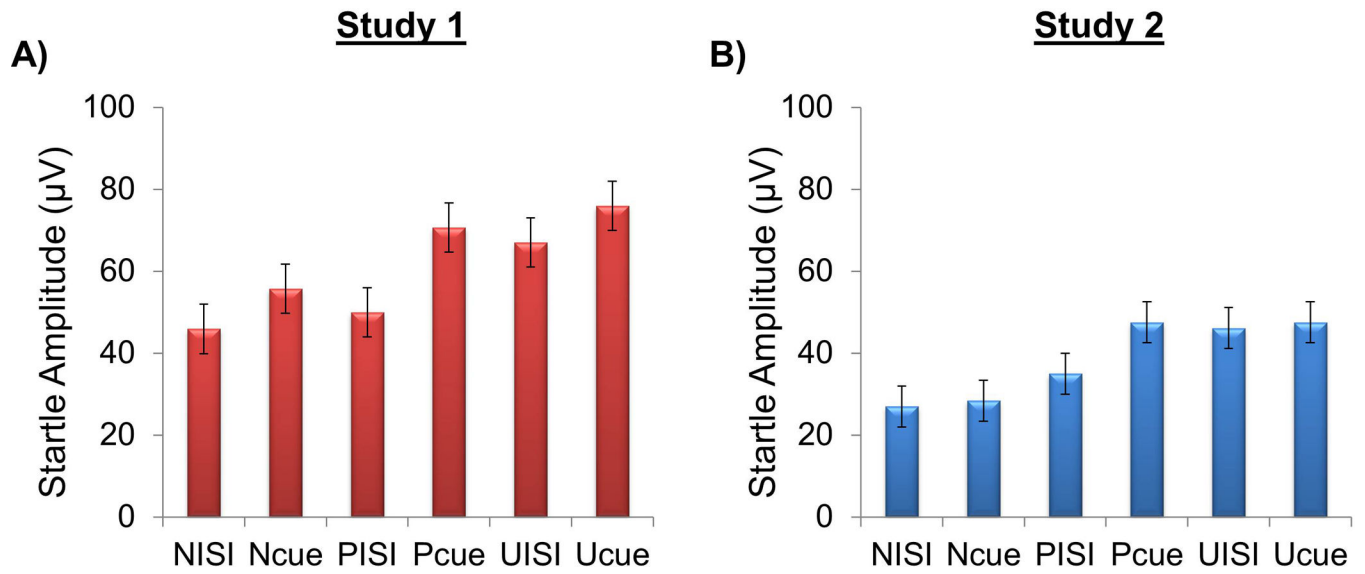 Study 1
A)
100
80
60
40
20
0
Startle Amplitude (µV)
NISI Ncue PISI Pcue UISI Ucue
Study 2
B)
100
80
60
40
20
0
Startle Amplitude (µV)
NISI Ncue PISI Pcue UISI Ucue